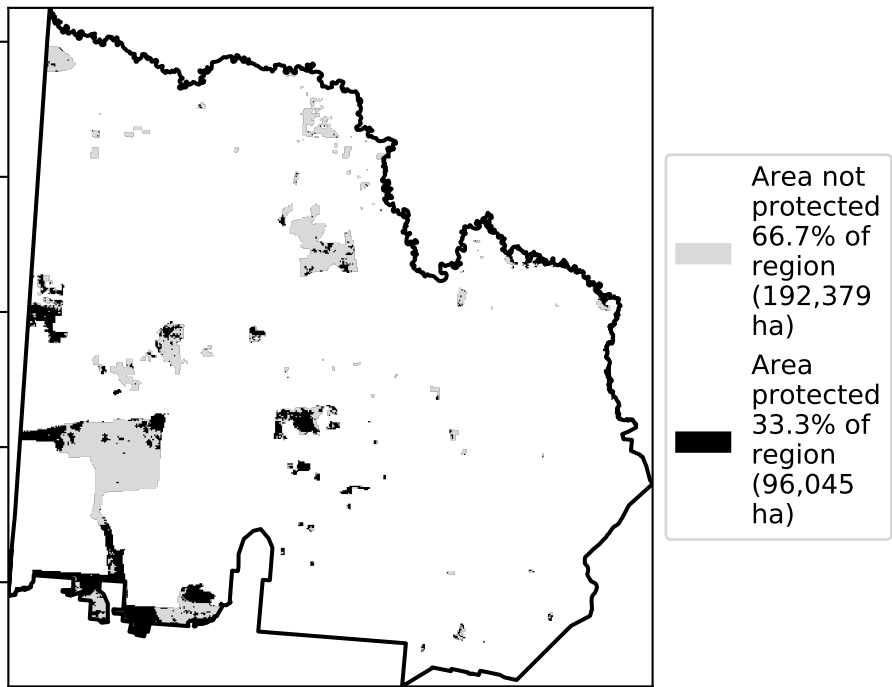 Area not
protected
66.7% of
region
(192,379
ha)
Area
protected
33.3% of
region
(96,045
ha)